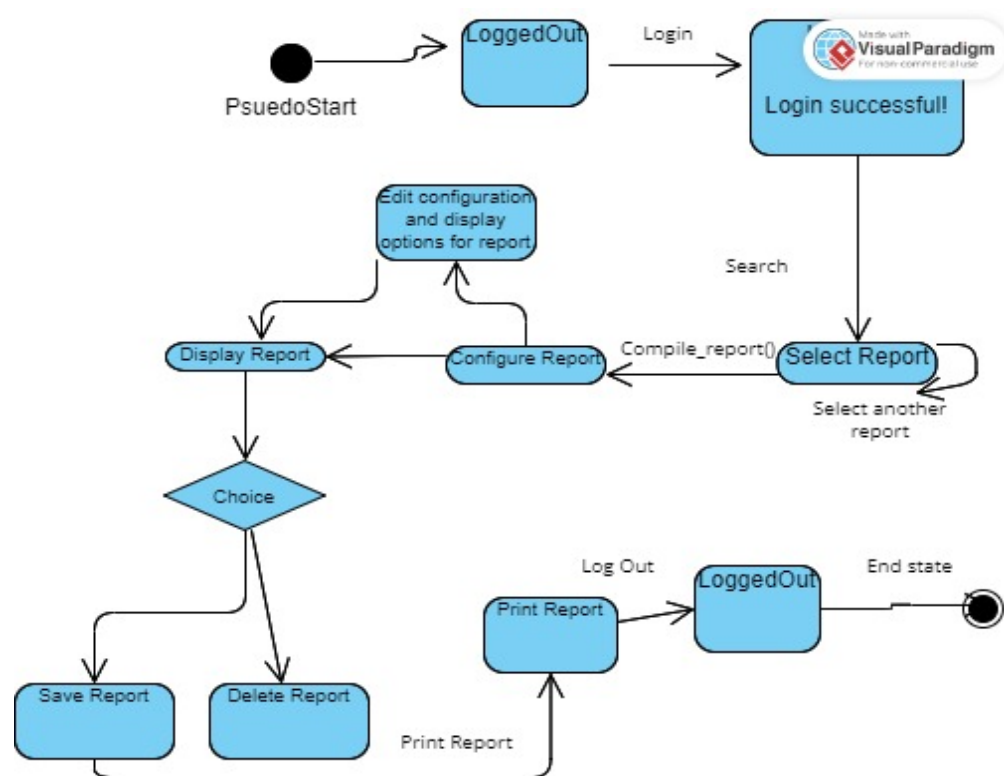 LoggedOut
Login
Made with
Visual Paradigm
For non-commercial use
PsuedoStart
Login successful!
Edit configuration
and display
options for report
Search
Display Report
Configure Report
Compile_report()
Select Report
Select another
report
Choice
Log Out
LoggedOut
End state
Print Report
Save Report
Delete Report
Print Report